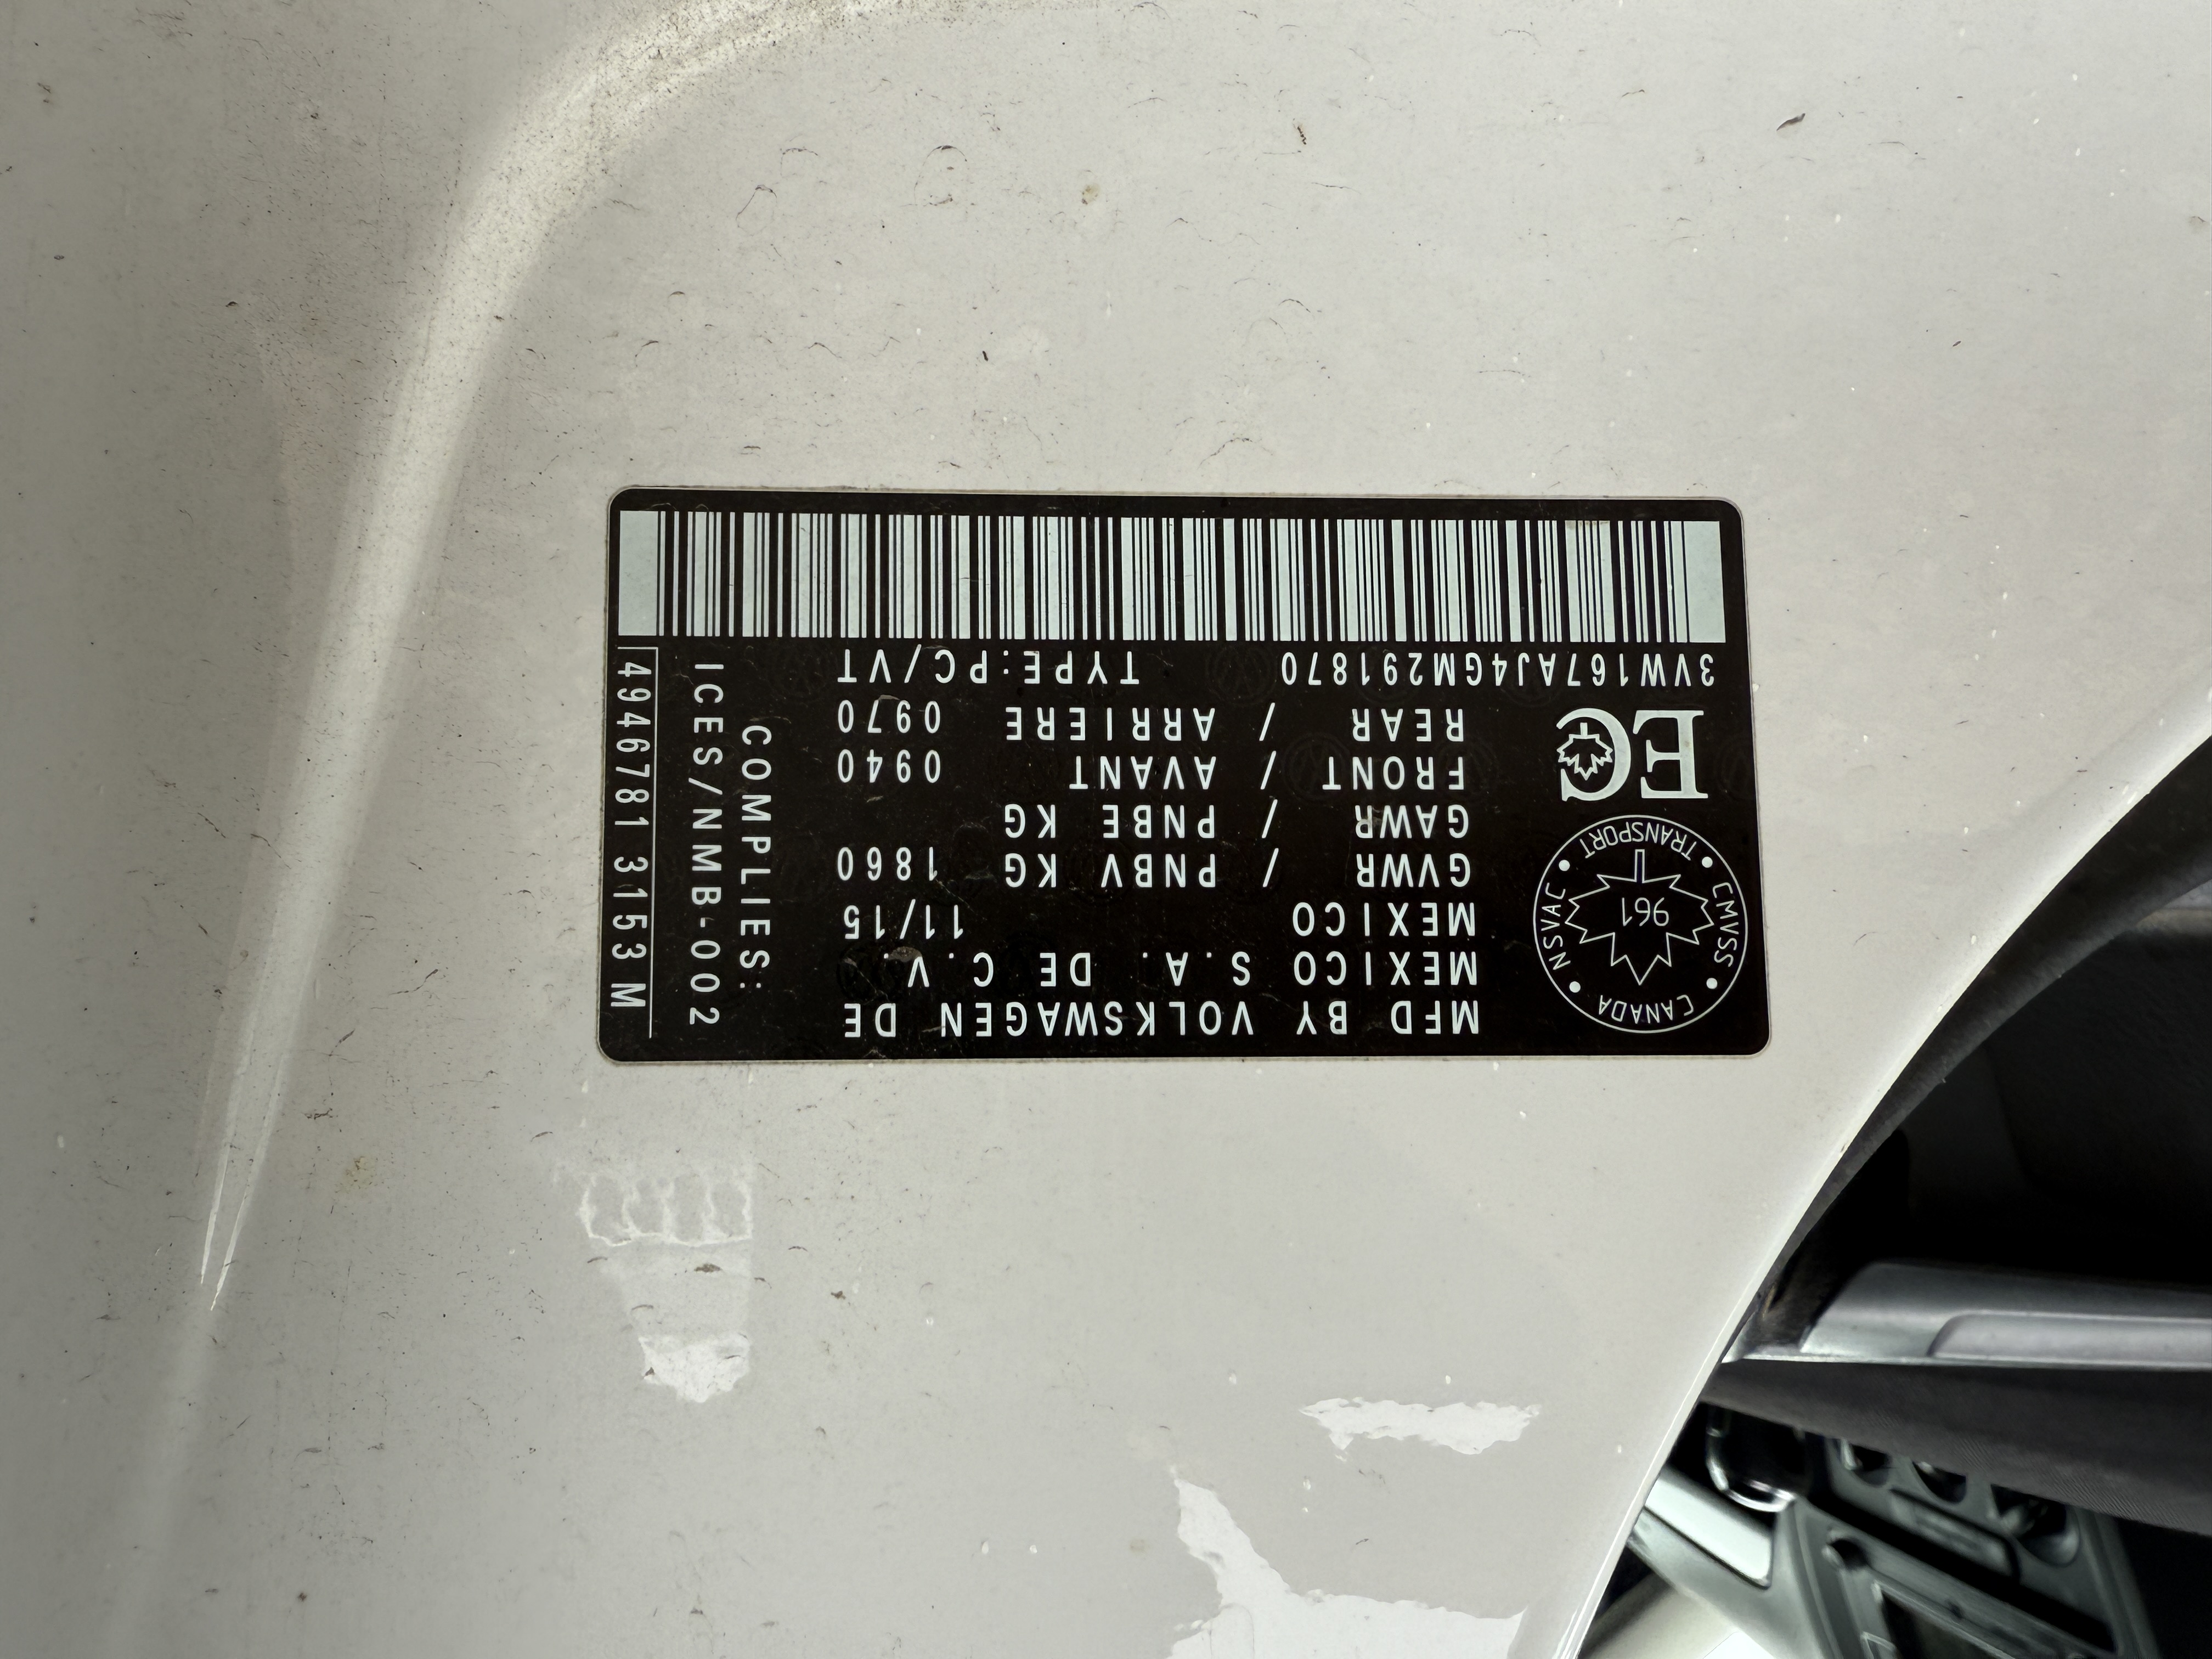 MFD BY VOLKSWAGEN DE
MEXICO S.A. DE C.V.
MEXICO 11/15
GVWR / PNBV KG 1860
GAWR / PNBE KG
FRONT / AVANT 0940
REAR / ARRIERE 0970
3VW167AJ4GM291870 TYPE:PC/VT
CANADA • CMVSS • TRANSPORT • NSVAC
961
EC
COMPLIES:
ICES/NMB-002
4946781 3153 M